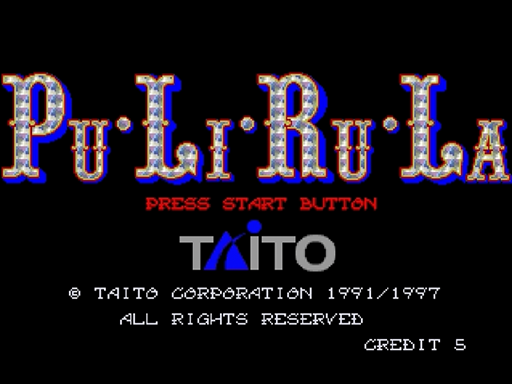 PU·LI·RU·LA
PRESS START BUTTON
TAITO
© TAITO CORPORATION 1991/1997
ALL RIGHTS RESERVED
CREDIT 5